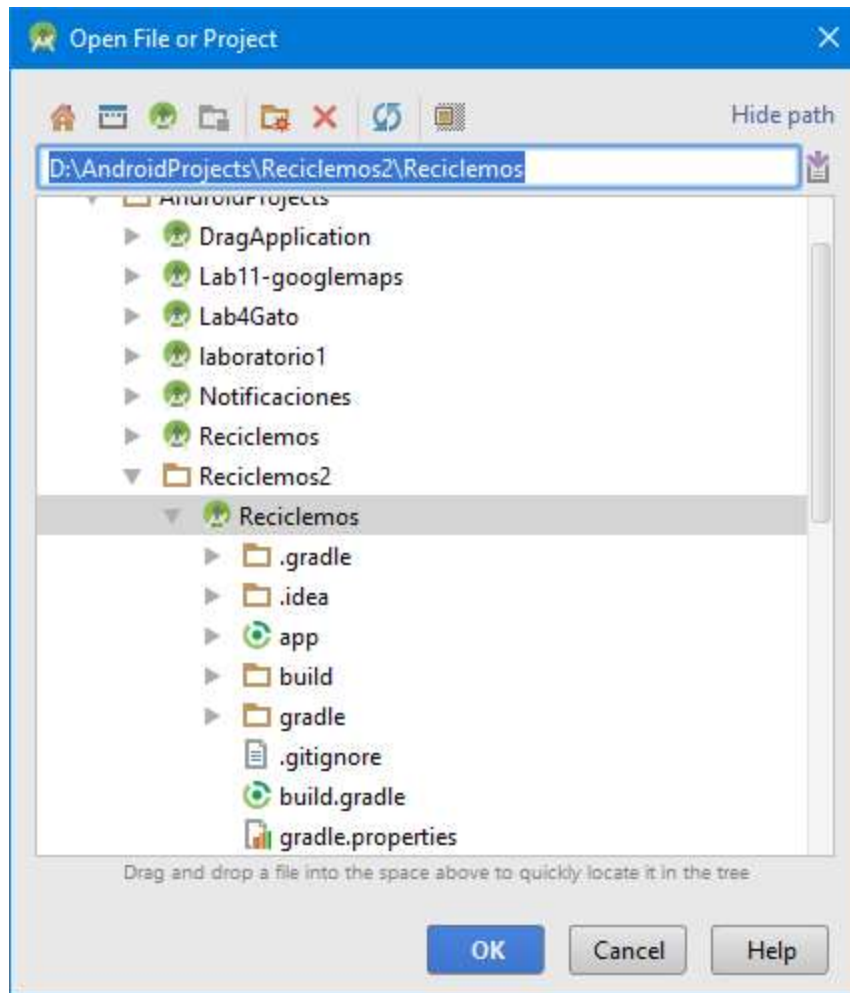 Open File or Project
Hide path
D:\AndroidProjects\Reciclemos2\Reciclemos
AndroidProjects
DragApplication
Lab11-googlemaps
Lab4Gato
laboratorio1
Notificaciones
Reciclemos
Reciclemos2
Reciclemos
.gradle
.idea
app
build
gradle
.gitignore
build.gradle
gradle.properties
Drag and drop a file into the space above to quickly locate it in the tree
OK Cancel Help